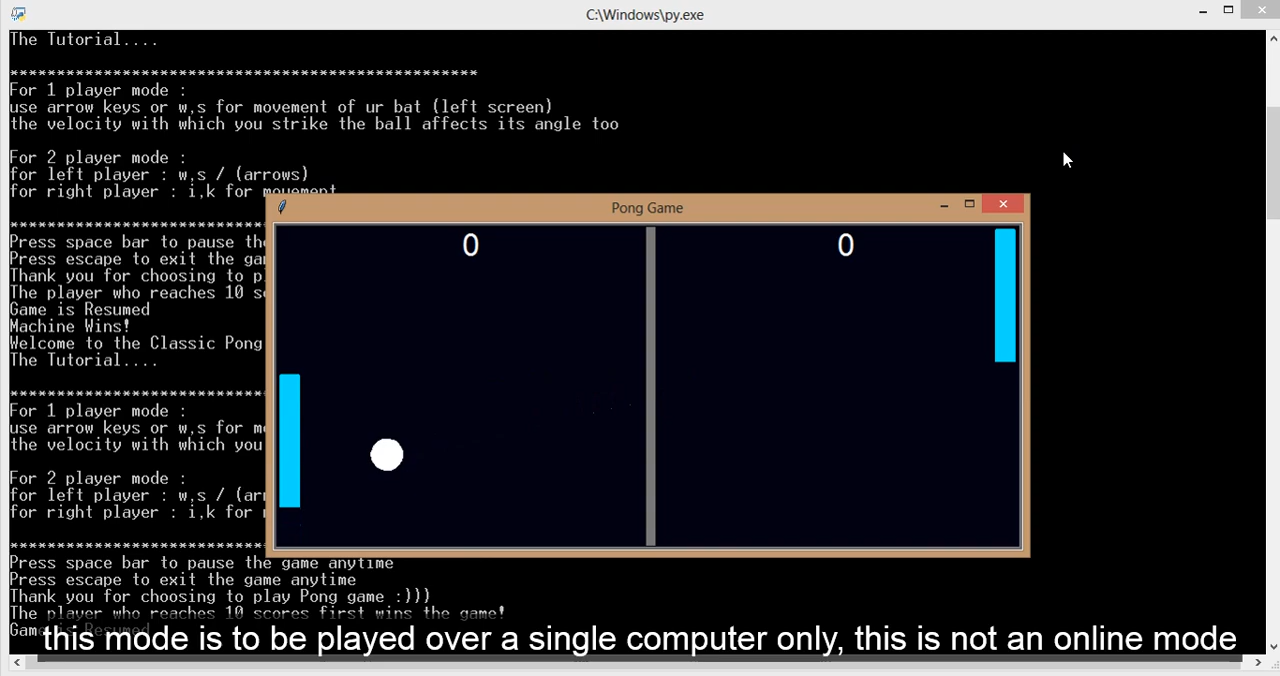 C:\Windows\py.exe
The Tutorial....
**************************************************
For 1 player mode :
use arrow keys or w,s for movement of ur bat (left screen)
the velocity with which you strike the ball affects its angle too
For 2 player mode :
for left player : w,s / (arrows)
for right player : i,k for movement
Pong Game
0 0
Press space bar to pause the
Press escape to exit the
Thank you for choosing to
The player who reaches 10
Game is Resumed
Machine Wins!
Welcome to the Classic Pong
The Tutorial....
For 1 player mode :
use arrow keys or w,s for
the velocity with which you
For 2 player mode :
for left player : w,s /
for right player : i,k for
Press space bar to pause the game anytime
Press escape to exit the game anytime
Thank you for choosing to play Pong game :)))
The player who reaches 10 scores first wins the game!
Game is Resumed
this mode is to be played over a single computer only, this is not an online mode